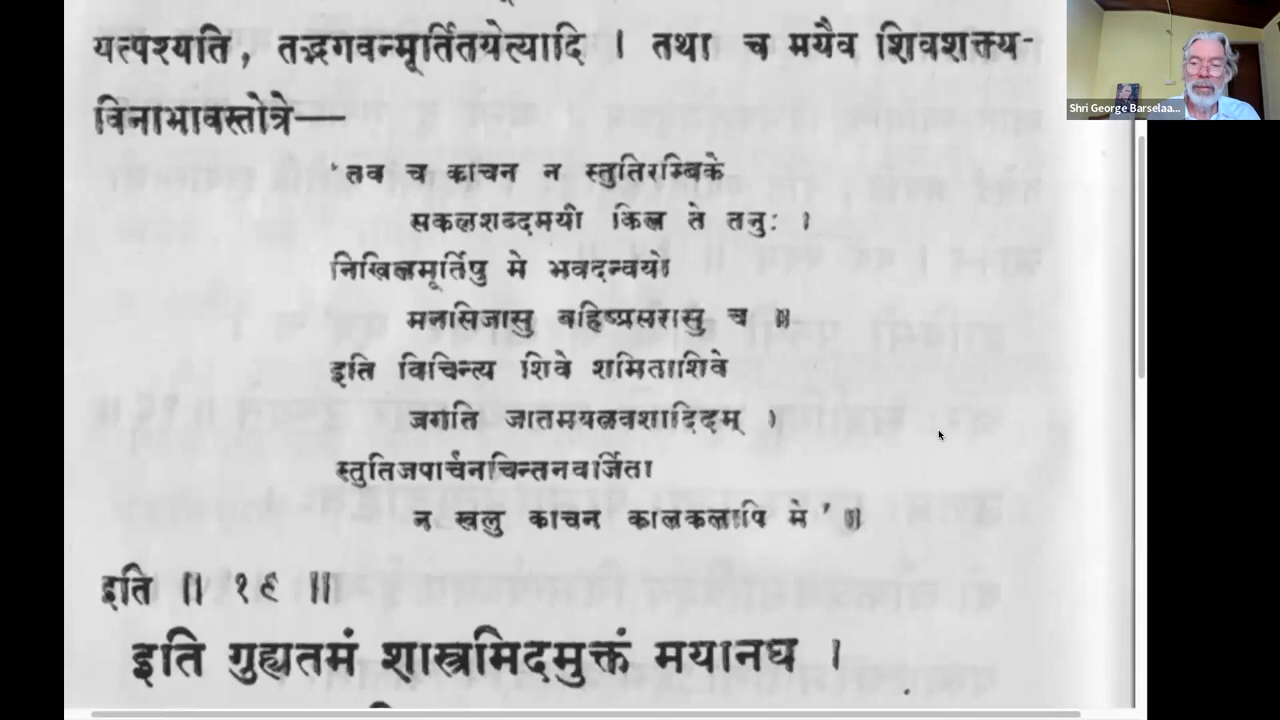 यत्पश्यति, तद्भगवन्मूर्तितयेत्यादि । तथा च मयैव शिवशक्त्य-
विनाभावस्तोत्रे—
'तव च काचन न स्तुतिरम्बिके
सकलशब्दमयी किल ते तनुः ।
निखिलमूर्तिषु मे भवदन्वयो
मनसिजासु बहिष्प्रसरासु च ॥
इति विचिन्त्य शिवे शमिताशिवे
जगति जातमयत्नवशादिदम् ।
स्तुतिजपार्चनचिन्तनवर्जिता
न खलु काचन कालकलापि मे' ॥
इति ॥ १९ ॥
इति गुह्यतमं शास्त्रमिदमुक्तं मयानघ ।
Shri George Barselaa...